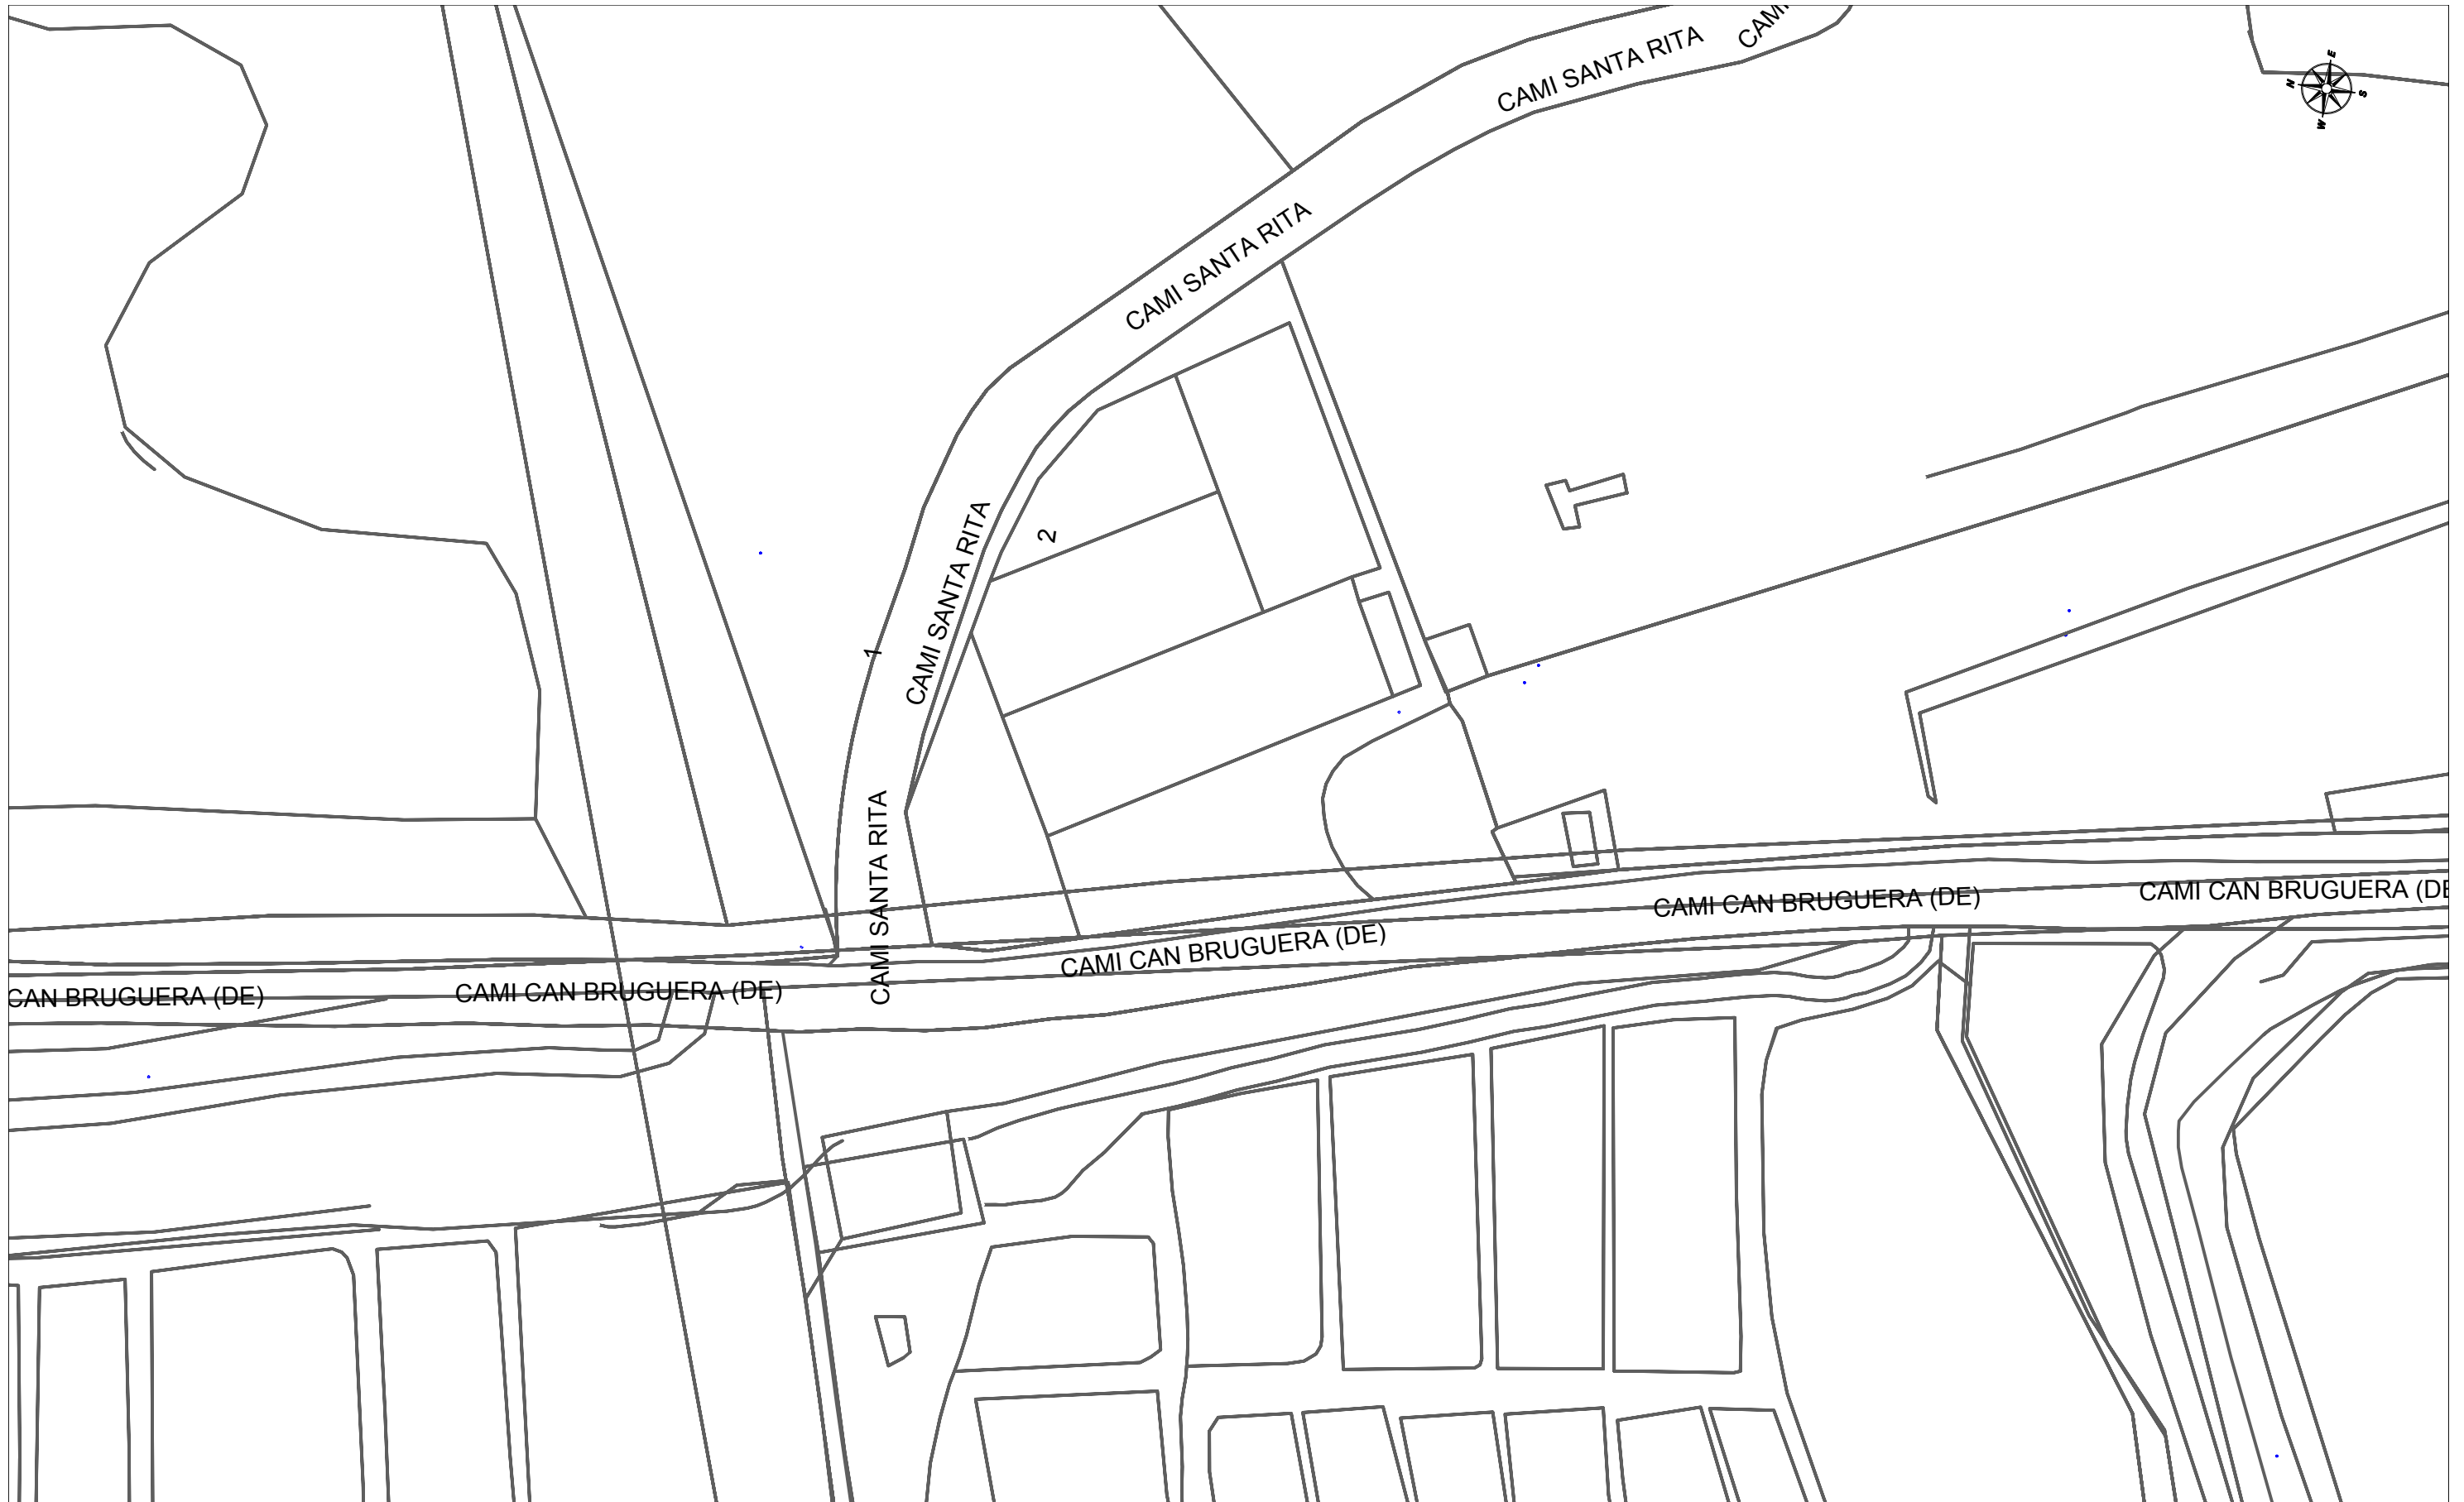 CAMI
CAMI SANTA RITA
E
N
S
W
CAMI SANTA RITA
CAMI SANTA RITA
2
1
CAMI SANTA RITA
CAMI CAN BRUGUERA (DE)
CAMI CAN BRUGUERA (DE
CAMI CAN BRUGUERA (DE)
CAN BRUGUERA (DE)
CAMI CAN BRUGUERA (DE)